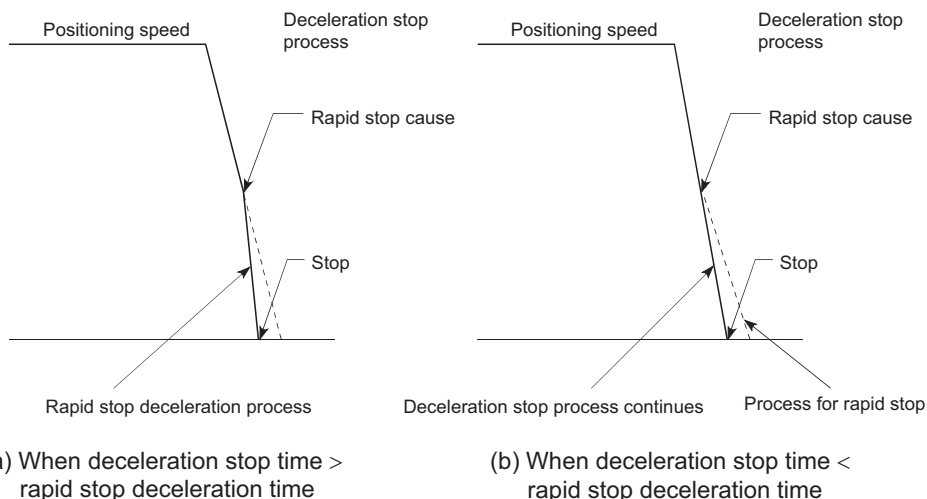 Positioning speed
Deceleration stop
process
Rapid stop cause
Stop
Rapid stop deceleration process
) When deceleration stop time >
rapid stop deceleration time
Positioning speed
Deceleration stop
process
Rapid stop cause
Stop
Deceleration stop process continues
Process for rapid stop
(b) When deceleration stop time <
rapid stop deceleration time